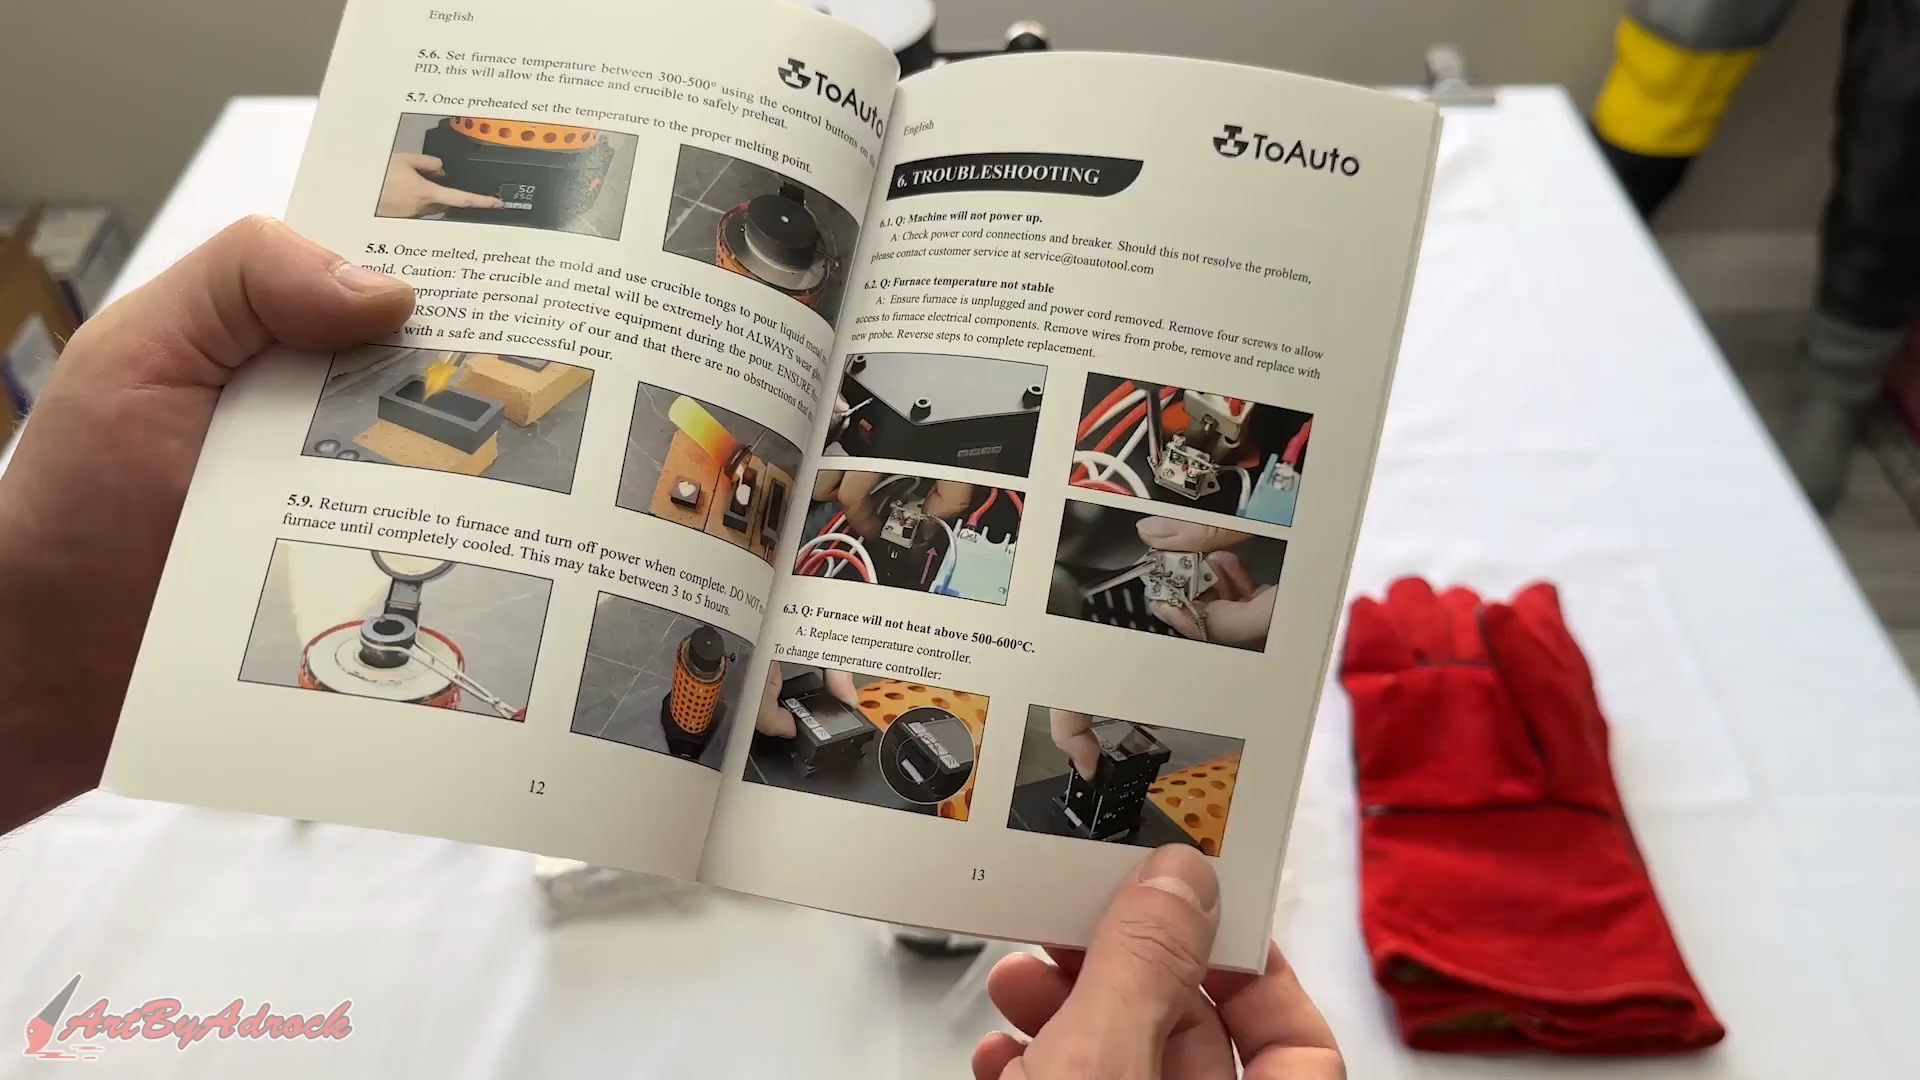 English
ToAuto
5.6. Set furnace temperature between 300-500° using the control buttons on the
PID, this will allow the furnace and crucible to safely preheat.
5.7. Once preheated set the temperature to the proper melting point.
50
350
5.8. Once melted, preheat the mold and use crucible tongs to pour liquid metal
mold. Caution: The crucible and metal will be extremely hot ALWAYS wear
appropriate personal protective equipment during the pour. ENSURE
in the vicinity of our and that there are no obstructions
with a safe and successful pour.
5.9. Return crucible to furnace and turn off power when complete. DO NOT
furnace until completely cooled. This may take between 3 to 5 hours.
12
English
ToAuto
6. TROUBLESHOOTING
6.1. Q: Machine will not power up.
A: Check power cord connections and breaker. Should this not resolve the problem,
please contact customer service at service@toautotool.com
6.2. Q: Furnace temperature not stable
A: Ensure furnace is unplugged and power cord removed. Remove four screws to allow
access to furnace electrical components. Remove wires from probe, remove and replace with
new probe. Reverse steps to complete replacement.
6.3. Q: Furnace will not heat above 500-600°C.
A: Replace temperature controller.
To change temperature controller:
13
ArtByAdrock